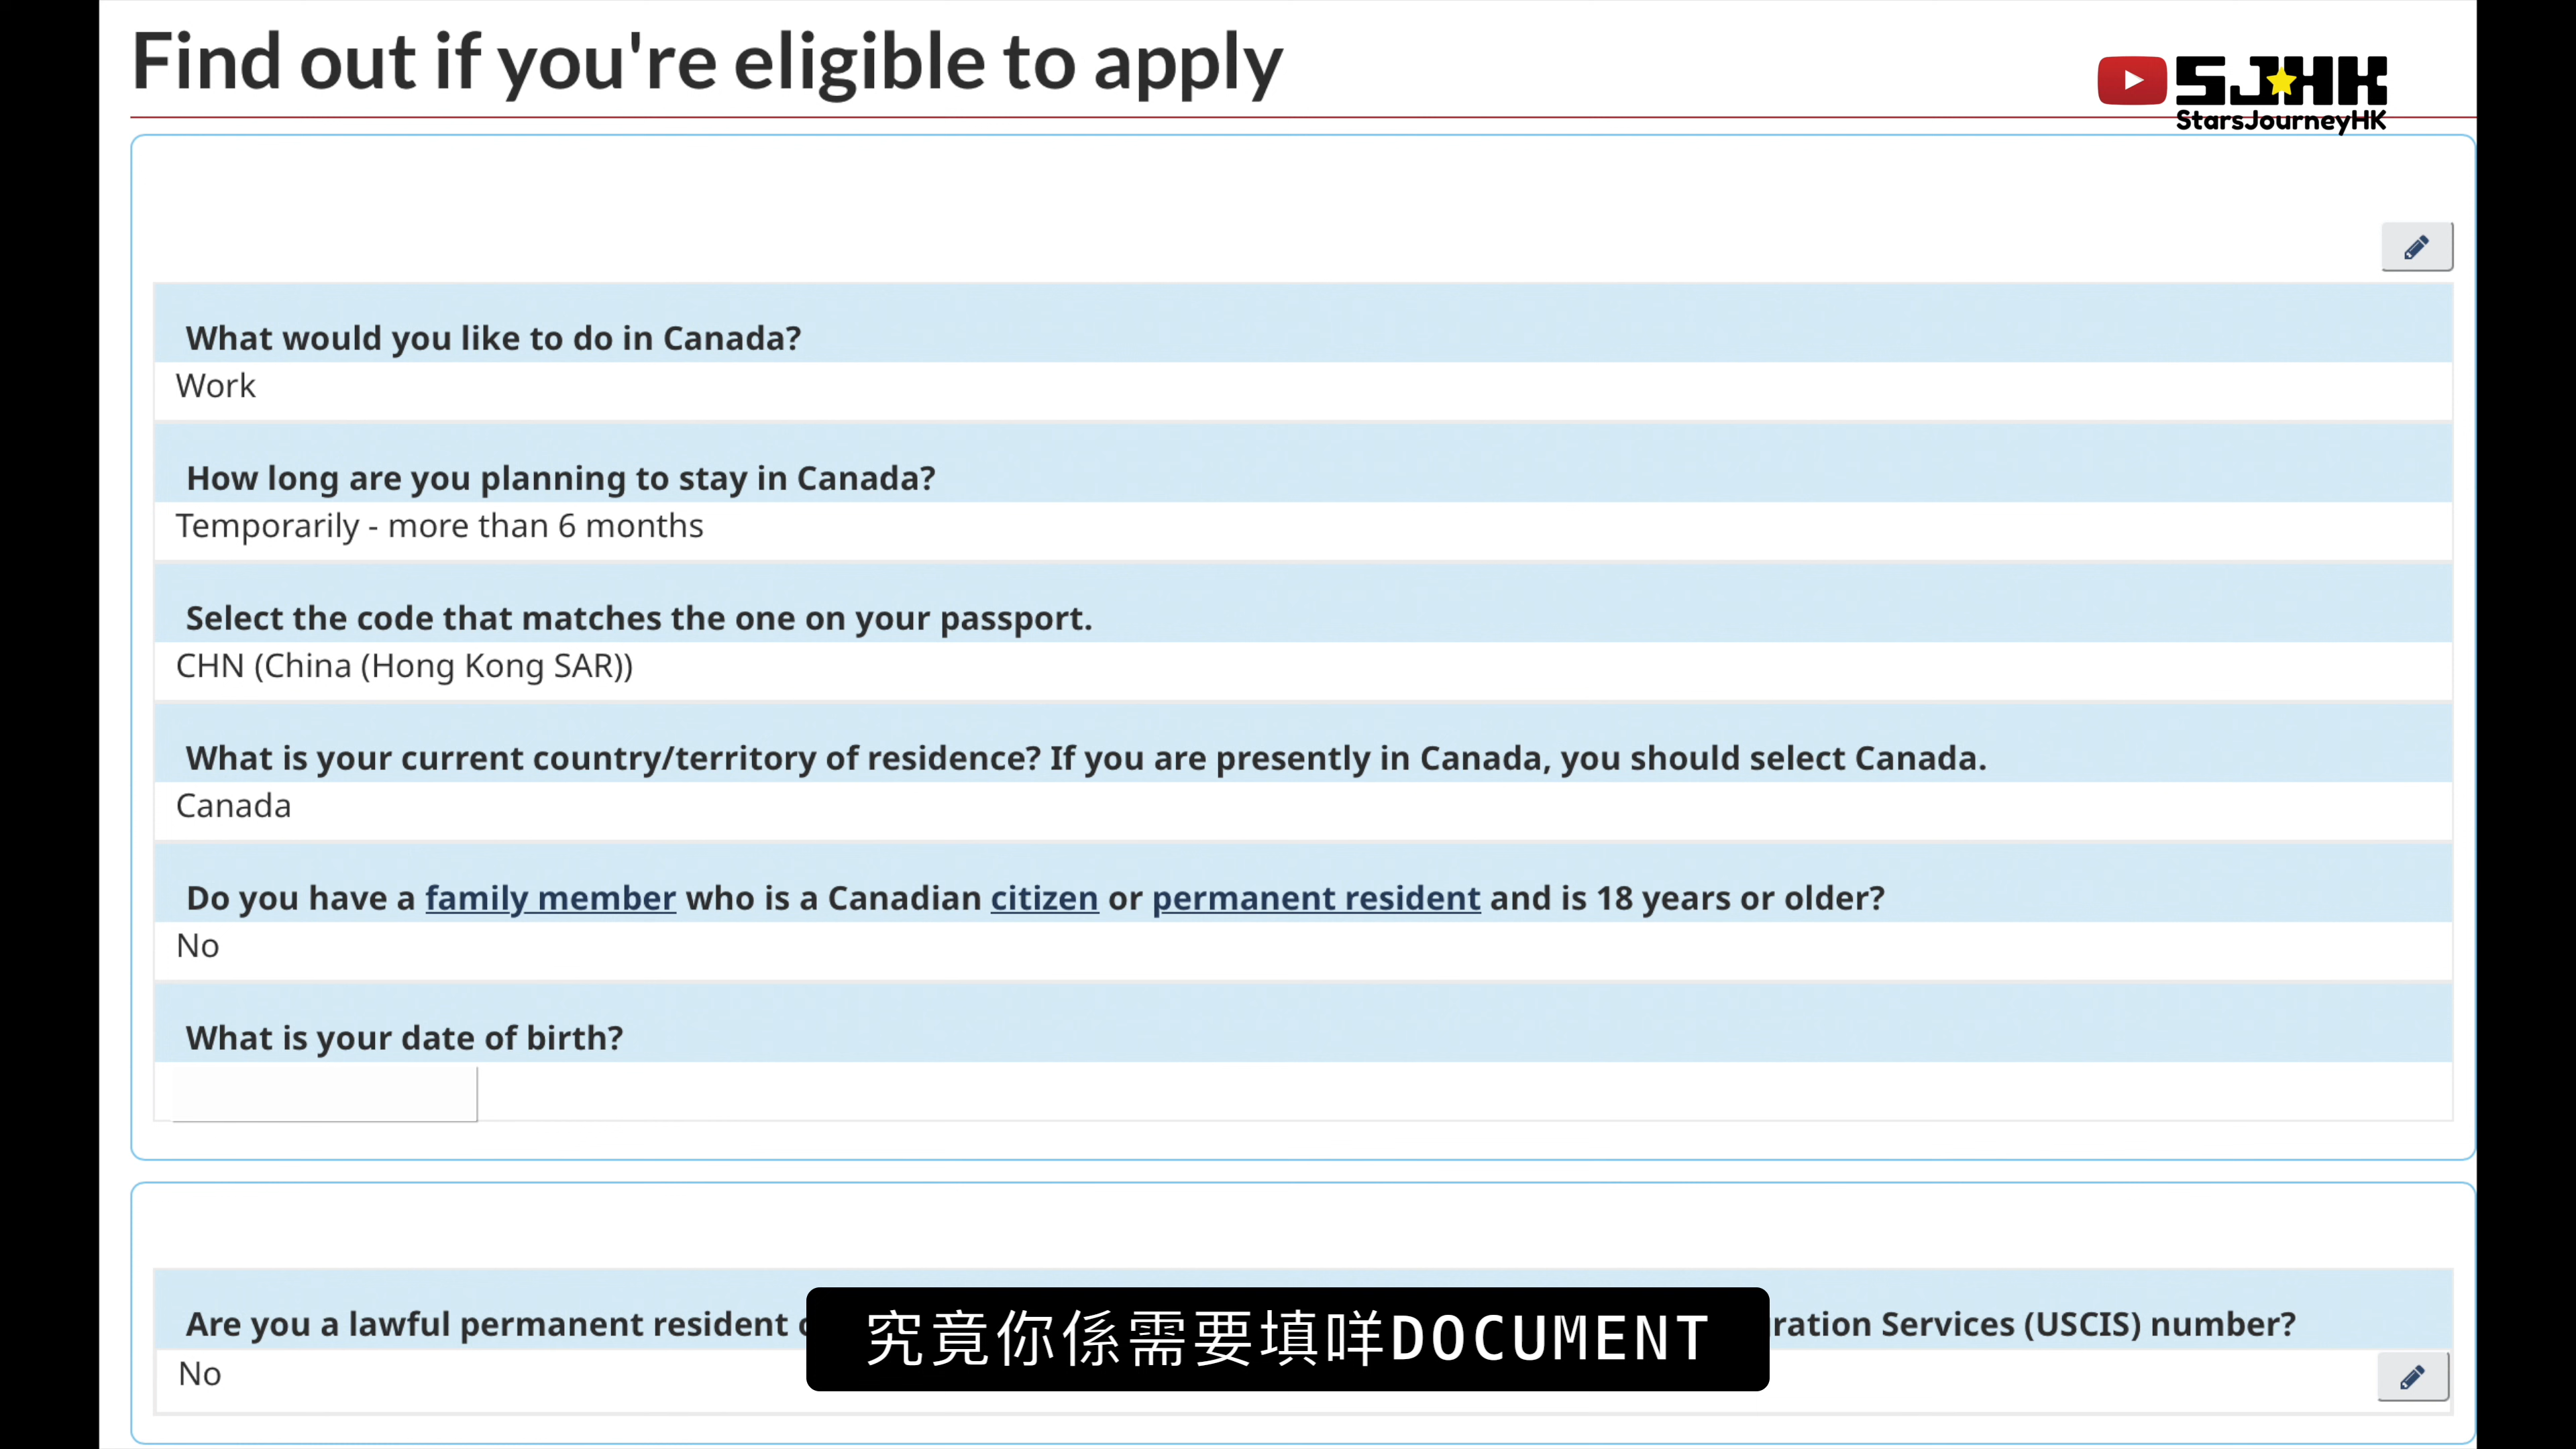 Find out if you're eligible to apply
SJHK
StarsJourneyHK
What would you like to do in Canada?
Work
How long are you planning to stay in Canada?
Temporarily - more than 6 months
Select the code that matches the one on your passport.
CHN (China (Hong Kong SAR))
What is your current country/territory of residence? If you are presently in Canada, you should select Canada.
Canada
Do you have a family member who is a Canadian citizen or permanent resident and is 18 years or older?
No
What is your date of birth?
Are you a lawful permanent resident ration Services (USCIS) number?
究竟你係需要填咩DOCUMENT
No